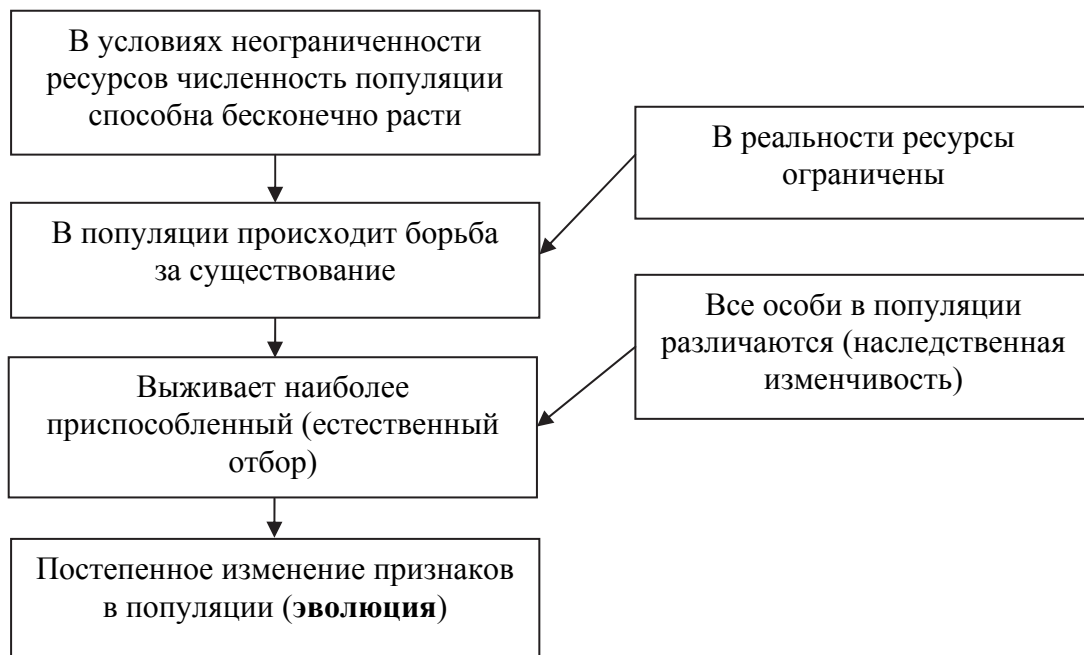 В условиях неограниченности
ресурсов численность популяции
способна бесконечно расти
В реальности ресурсы
ограничены
В популяции происходит борьба
за существование
Все особи в популяции
различаются (наследственная
изменчивость)
Выживает наиболее
приспособленный (естественный
отбор)
Постепенное изменение признаков
в популяции (эволюция)